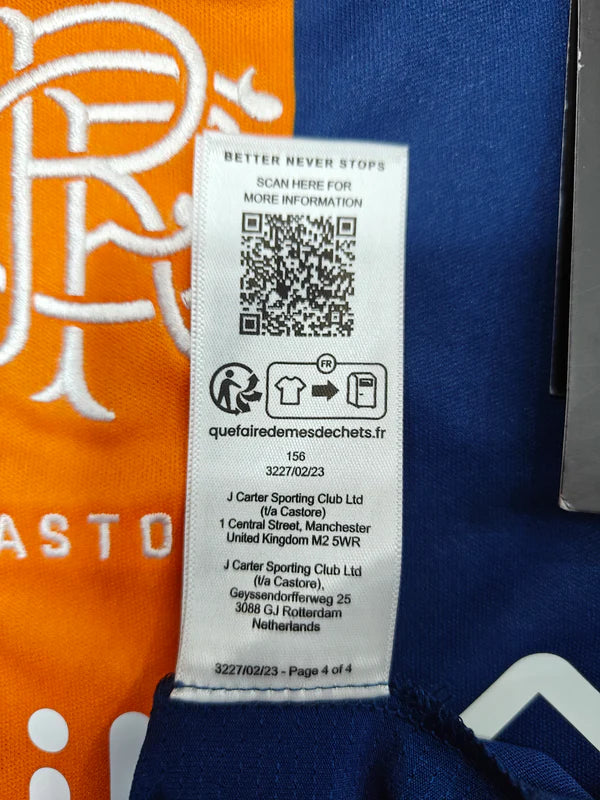 BETTER NEVER STOPS
SCAN HERE FOR
MORE INFORMATION
FR
quefairedemesdechets.fr
156
3227/02/23
J Carter Sporting Club Ltd
(t/a Castore)
1 Central Street, Manchester
United Kingdom M2 5WR
J Carter Sporting Club Ltd
(t/a Castore),
Geyssendorfferweg 25
3088 GJ Rotterdam
Netherlands
3227/02/23 - Page 4 of 4
ASTO